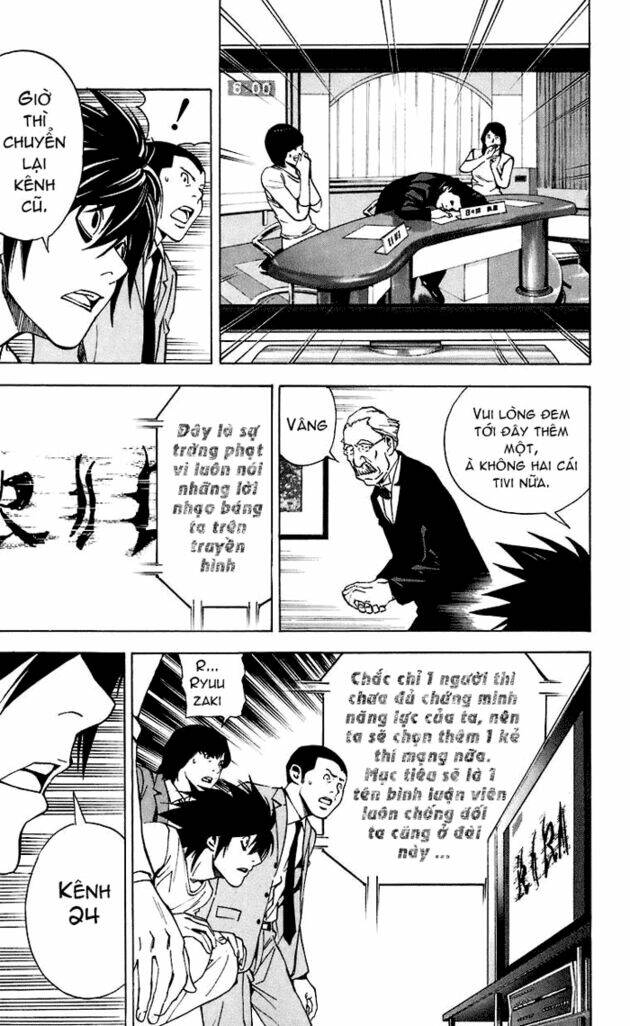 6:00
!
GIỜ
THÌ
CHUYỂN
LẠI
KÊNH
CŨ.
VUI LÒNG ĐEM
TỚI ĐÂY THÊM
MỘT,
À KHÔNG HAI CÁI
TIVI NỮA.
VÂNG
Đây là sự
trừng phạt
vì luôn nói
những lời
nhạo báng
ta trên
truyền
hình
Chắc chỉ 1 người thì
chưa đủ chứng minh
năng lực của ta, nên
ta sẽ chọn thêm 1 kẻ
thí mạng nữa.
Mục tiêu sẽ là 1
tên bình luận viên
luôn chống đối
ta cũng ở đài
này ...
R...
RYUU
ZAKI
KIRA
KÊNH
24